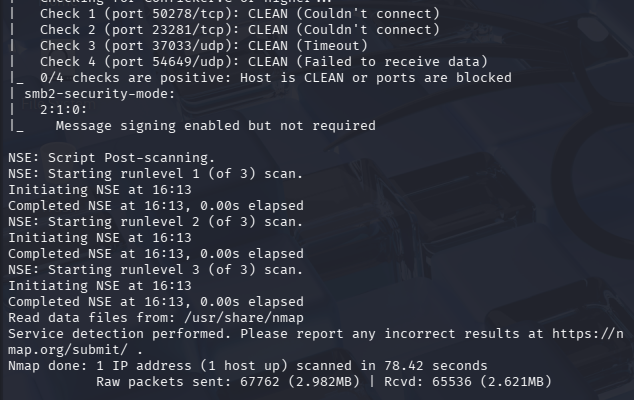 |   Check 1 (port 50278/tcp): CLEAN (Couldn't connect)
|   Check 2 (port 23281/tcp): CLEAN (Couldn't connect)
|   Check 3 (port 37033/udp): CLEAN (Timeout)
|   Check 4 (port 54649/udp): CLEAN (Failed to receive data)
|_  0/4 checks are positive: Host is CLEAN or ports are blocked
| smb2-security-mode:
|   2:1:0:
|_    Message signing enabled but not required

NSE: Script Post-scanning.
NSE: Starting runlevel 1 (of 3) scan.
Initiating NSE at 16:13
Completed NSE at 16:13, 0.00s elapsed
NSE: Starting runlevel 2 (of 3) scan.
Initiating NSE at 16:13
Completed NSE at 16:13, 0.00s elapsed
NSE: Starting runlevel 3 (of 3) scan.
Initiating NSE at 16:13
Completed NSE at 16:13, 0.00s elapsed
Read data files from: /usr/share/nmap
Service detection performed. Please report any incorrect results at https://n
map.org/submit/ .
Nmap done: 1 IP address (1 host up) scanned in 78.42 seconds
           Raw packets sent: 67762 (2.982MB) | Rcvd: 65536 (2.621MB)